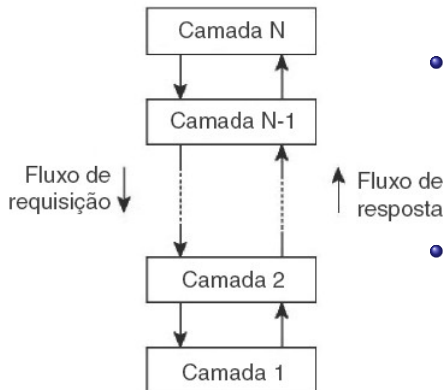 Camada N
Camada N-1
Fluxo de
requisição
Fluxo de
resposta
Camada 2
Camada 1